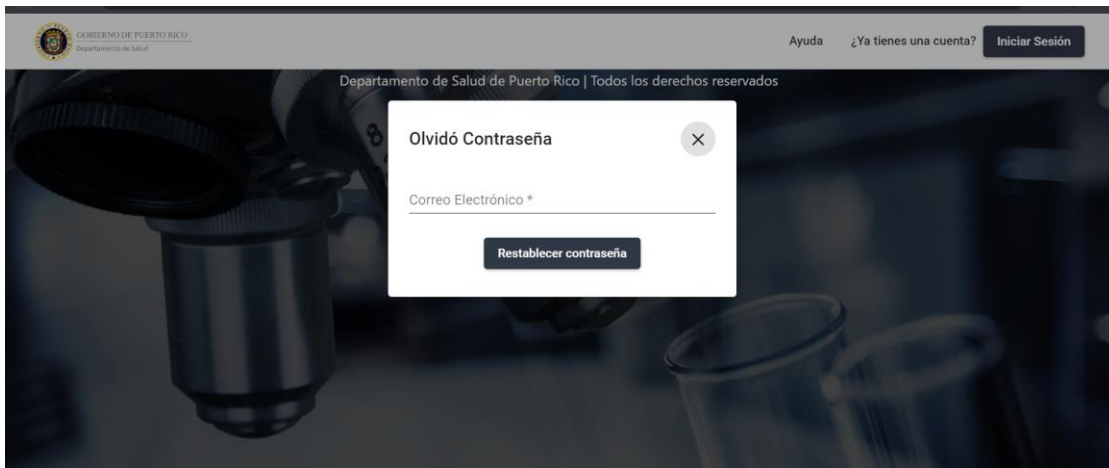 GOBIERNO DE PUERTO RICO
Departamento de Salud
Ayuda
¿Ya tienes una cuenta?
Iniciar Sesión
Departamento de Salud de Puerto Rico | Todos los derechos reservados
Olvidó Contraseña
Correo Electrónico *
Restablecer contraseña
8